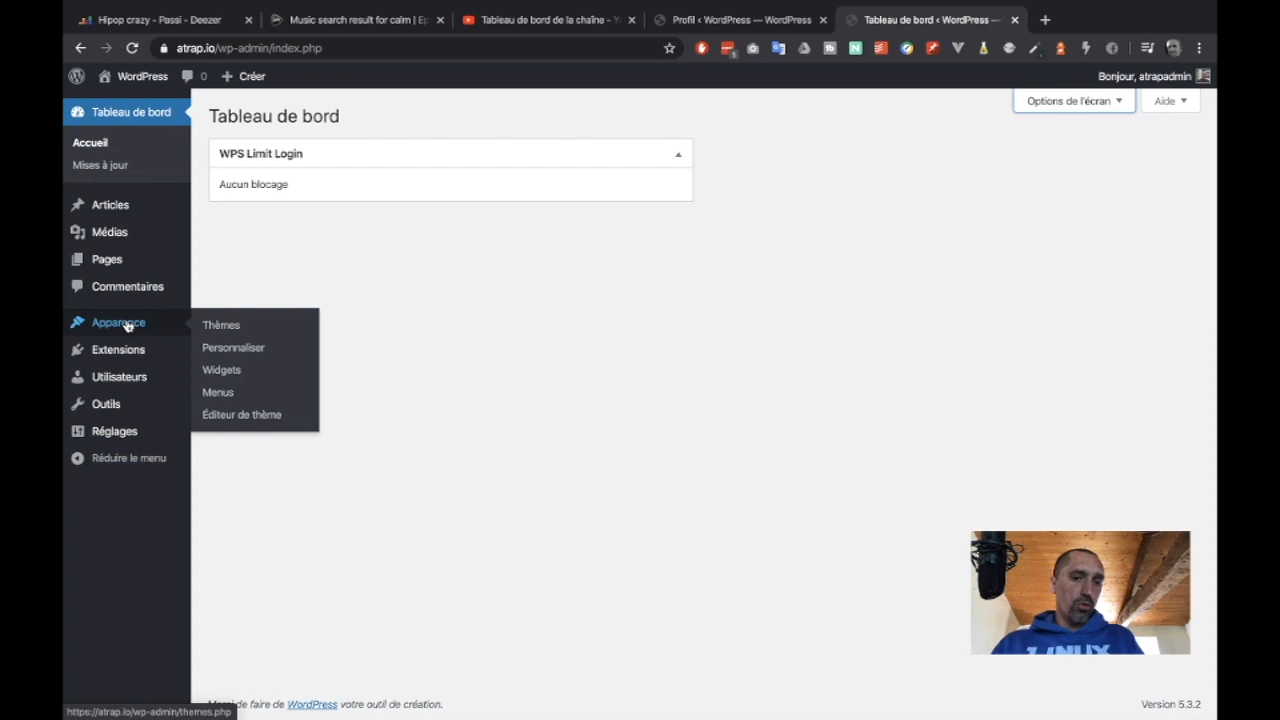 Hipop crazy - Passi - Deezer
Music search result for calm | Ep
Tableau de bord de la chaîne - Y
Profil ‹ WordPress — WordPress
Tableau de bord ‹ WordPress —
atrap.io/wp-admin/index.php
1
WordPress
0
Créer
Bonjour, atrapadmin
Tableau de bord
Accueil
Mises à jour
Articles
Médias
Pages
Commentaires
Apparence
Extensions
Utilisateurs
Outils
Réglages
Réduire le menu
Thèmes
Personnaliser
Widgets
Menus
Éditeur de thème
Tableau de bord
Options de l'écran
Aide
WPS Limit Login
Aucun blocage
LINUX
de faire de WordPress votre outil de création.
Version 5.3.2
https://atrap.io/wp-admin/themes.php